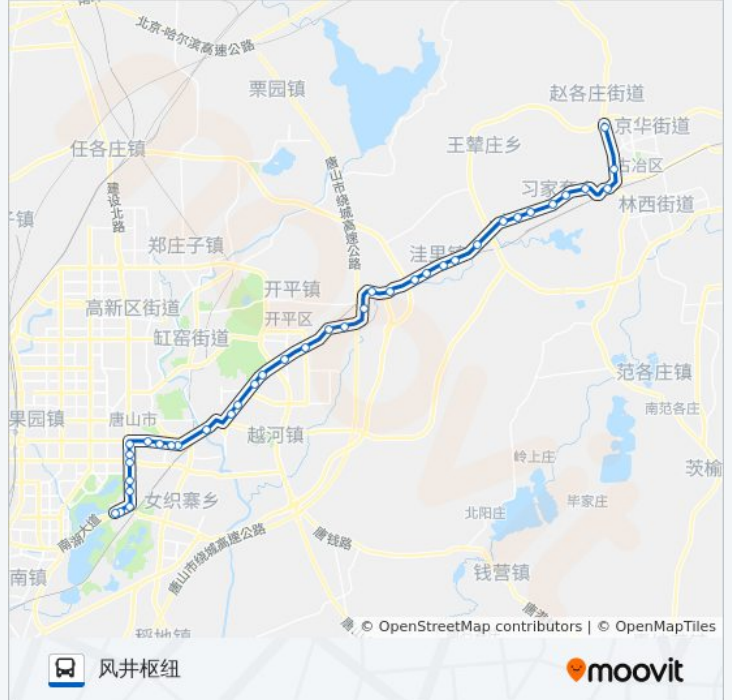 北京-哈尔滨高速公路
栗园镇
赵各庄街道
京华街道
任各庄镇
王辇庄乡
古冶区
唐山市绕城高速公路
建设北路
林西街道
郑庄子镇
洼里镇
开平镇
高新区街道
开平区
缸窑街道
范各庄镇
南范各庄
果园镇
唐山市
越河镇
岭上庄
茨榆
女织寨乡
毕家庄
北阳庄
南湖大道
唐山市绕城高速公路
唐钱路
钱营镇
南镇
© OpenStreetMap contributors | © OpenMapTiles
风井枢纽
moovit